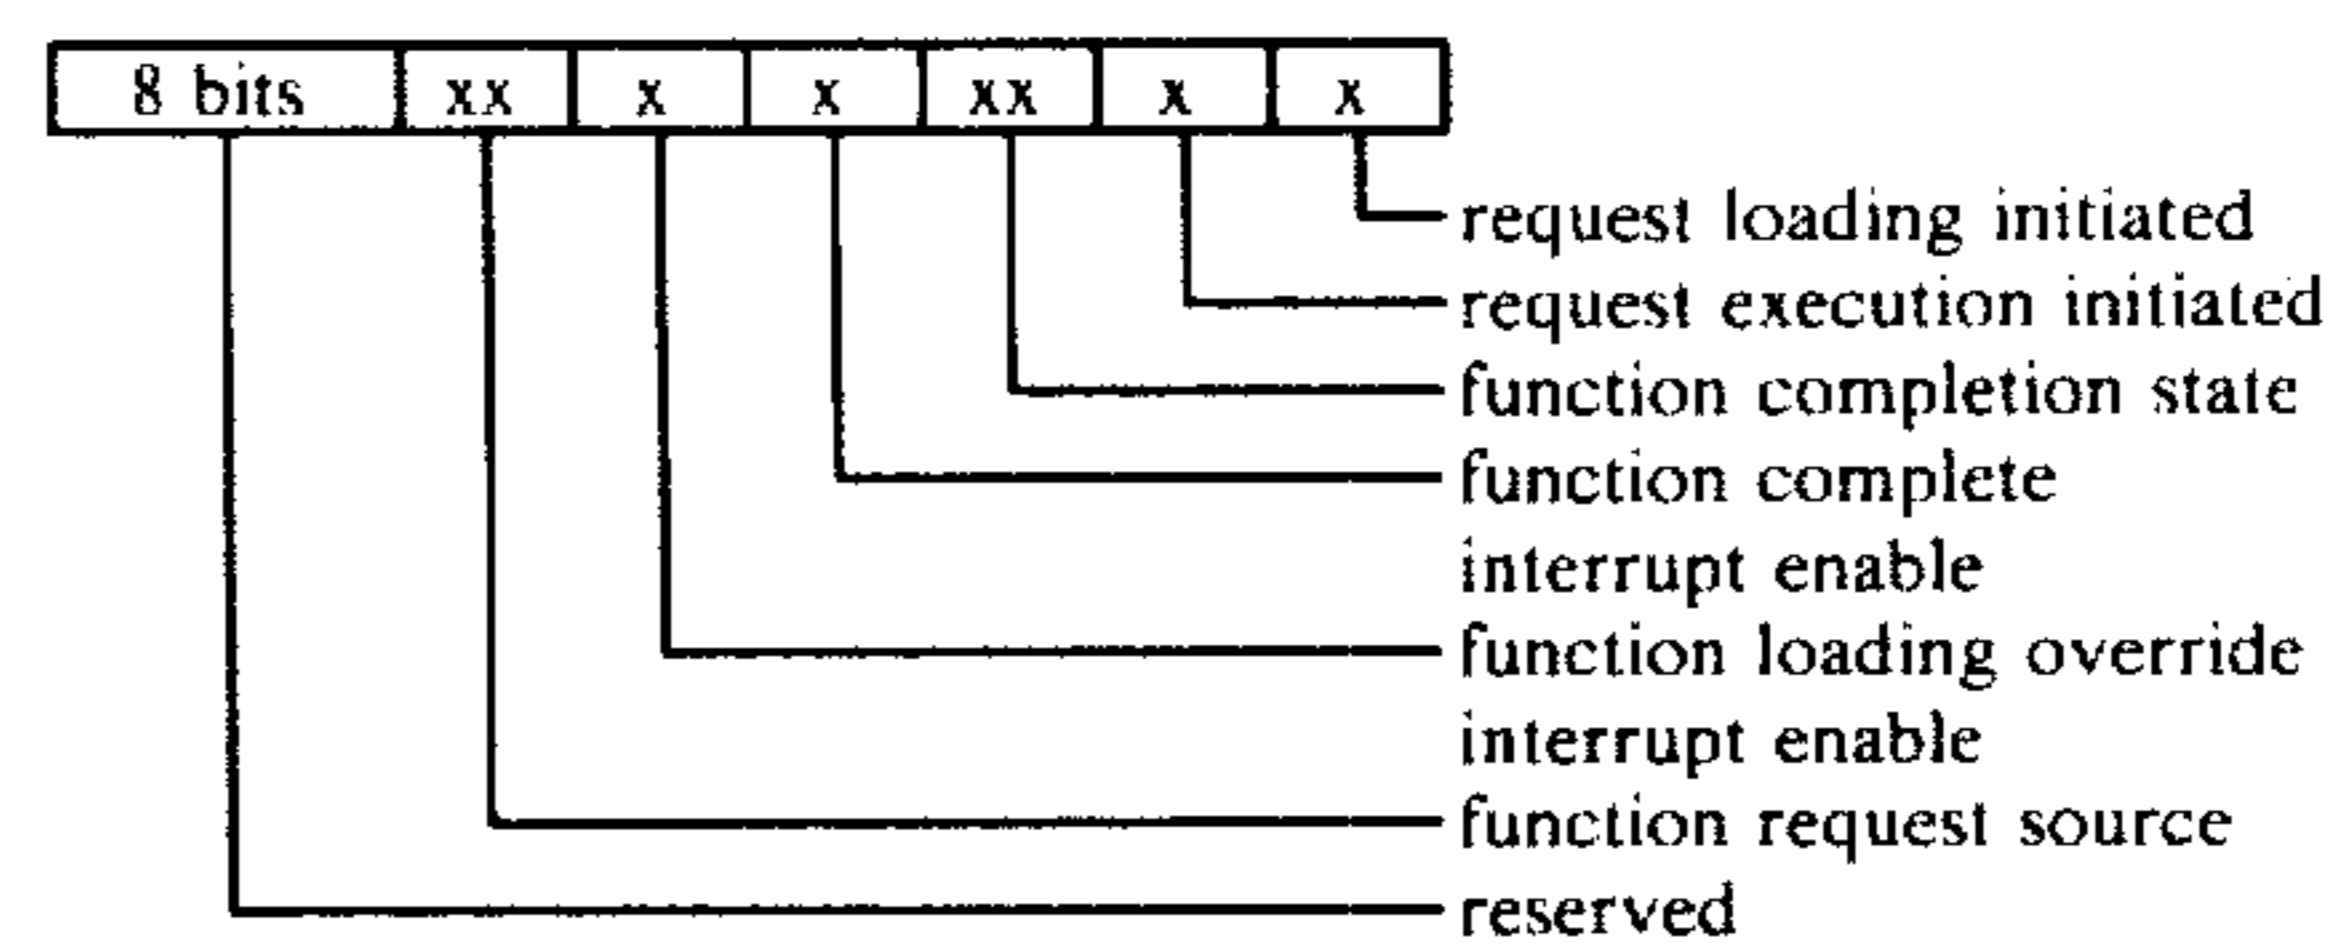 8 bits xx x x xx x x
request loading initiated
request execution initiated
function completion state
function complete
interrupt enable
function loading override
interrupt enable
function request source
reserved